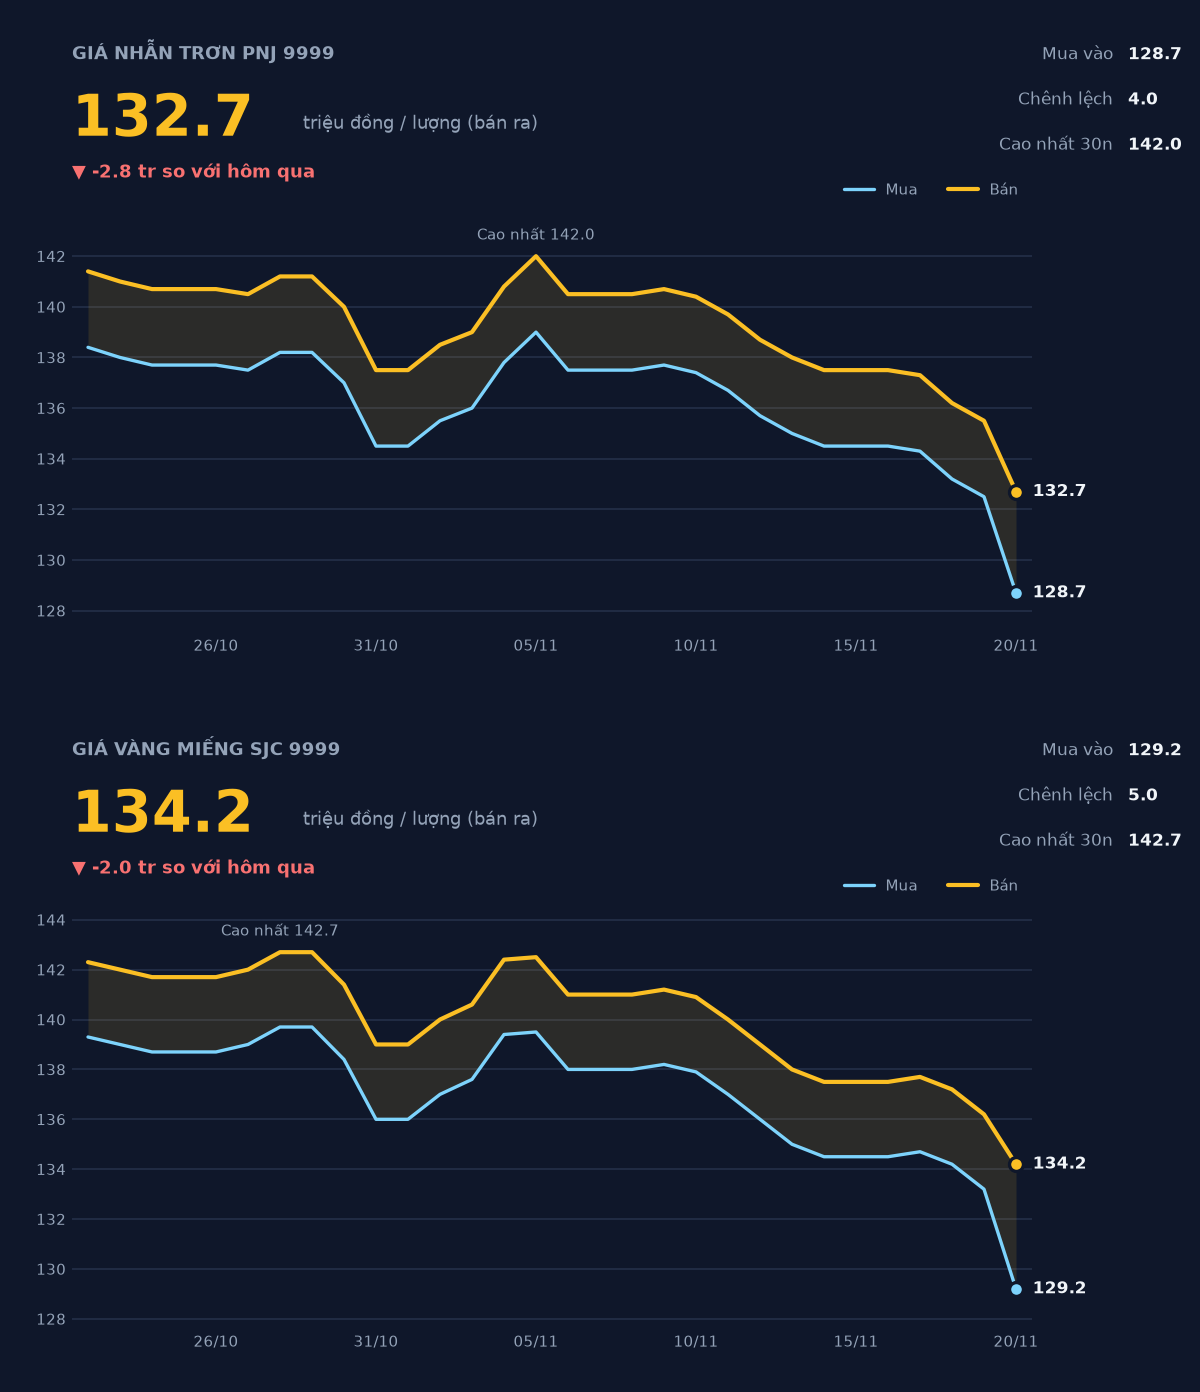 GIÁ NHẪN TRƠN PNJ 9999
132.7 triệu đồng / lượng (bán ra)
▼ -2.8 tr so với hôm qua
Mua vào 128.7
Chênh lệch 4.0
Cao nhất 30n 142.0
Mua Bán
Cao nhất 142.0
142
140
138
136
134
132
130
128
132.7
128.7
26/10 31/10 05/11 10/11 15/11 20/11
GIÁ VÀNG MIẾNG SJC 9999
134.2 triệu đồng / lượng (bán ra)
▼ -2.0 tr so với hôm qua
Mua vào 129.2
Chênh lệch 5.0
Cao nhất 30n 142.7
Mua Bán
Cao nhất 142.7
144
142
140
138
136
134
132
130
128
134.2
129.2
26/10 31/10 05/11 10/11 15/11 20/11